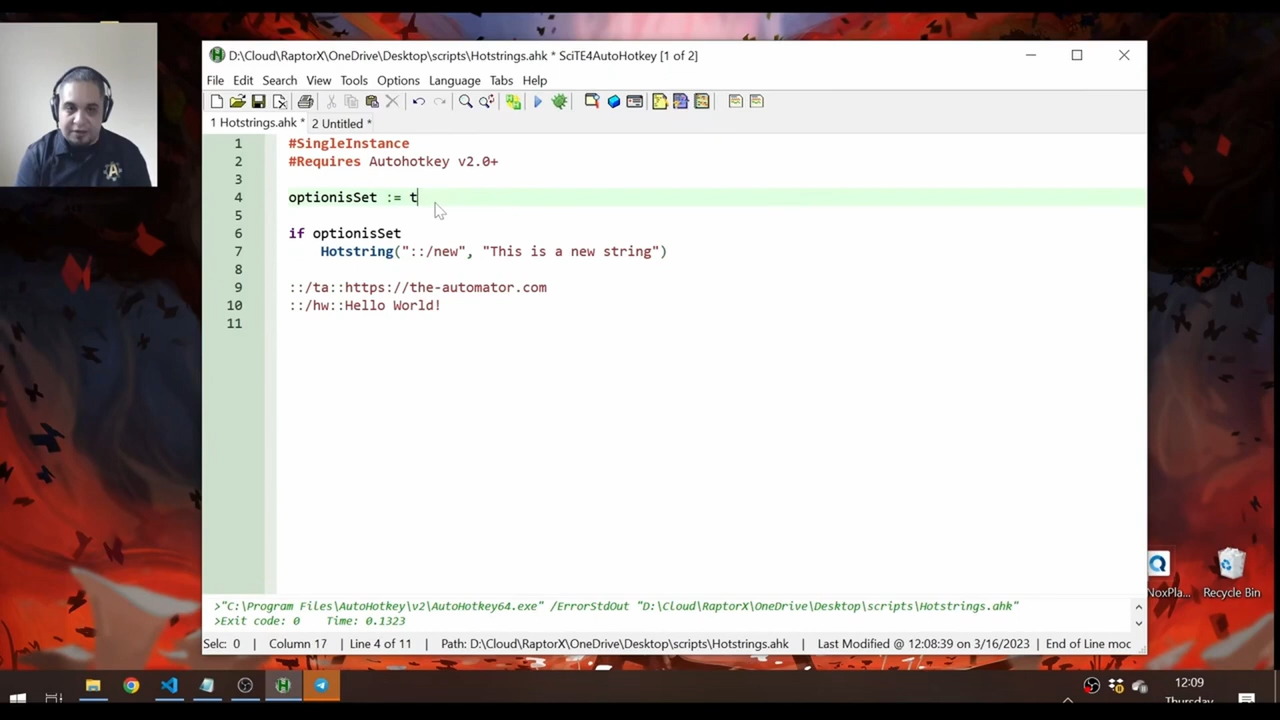 D:\Cloud\RaptorX\OneDrive\Desktop\scripts\Hotstrings.ahk * SciTE4AutoHotkey [1 of 2]
File Edit Search View Tools Options Language Tabs Help
1 Hotstrings.ahk * 2 Untitled *
1 #SingleInstance
2 #Requires Autohotkey v2.0+
3
4 optionisSet := t
5
6 if optionisSet
7 Hotstring("::/new", "This is a new string")
8
9 ::/ta::https://the-automator.com
10 ::/hw::Hello World!
11
>"C:\Program Files\AutoHotkey\v2\AutoHotkey64.exe" /ErrorStdOut "D:\Cloud\RaptorX\OneDrive\Desktop\scripts\Hotstrings.ahk"
>Exit code: 0 Time: 0.1323
Selc: 0 | Column 17 | Line 4 of 11 | Path: D:\Cloud\RaptorX\OneDrive\Desktop\scripts\Hotstrings.ahk | Last Modified @ 12:08:39 on 3/16/2023 | End of Line moc
NoxPla...
Recycle Bin
12:09
Thursday